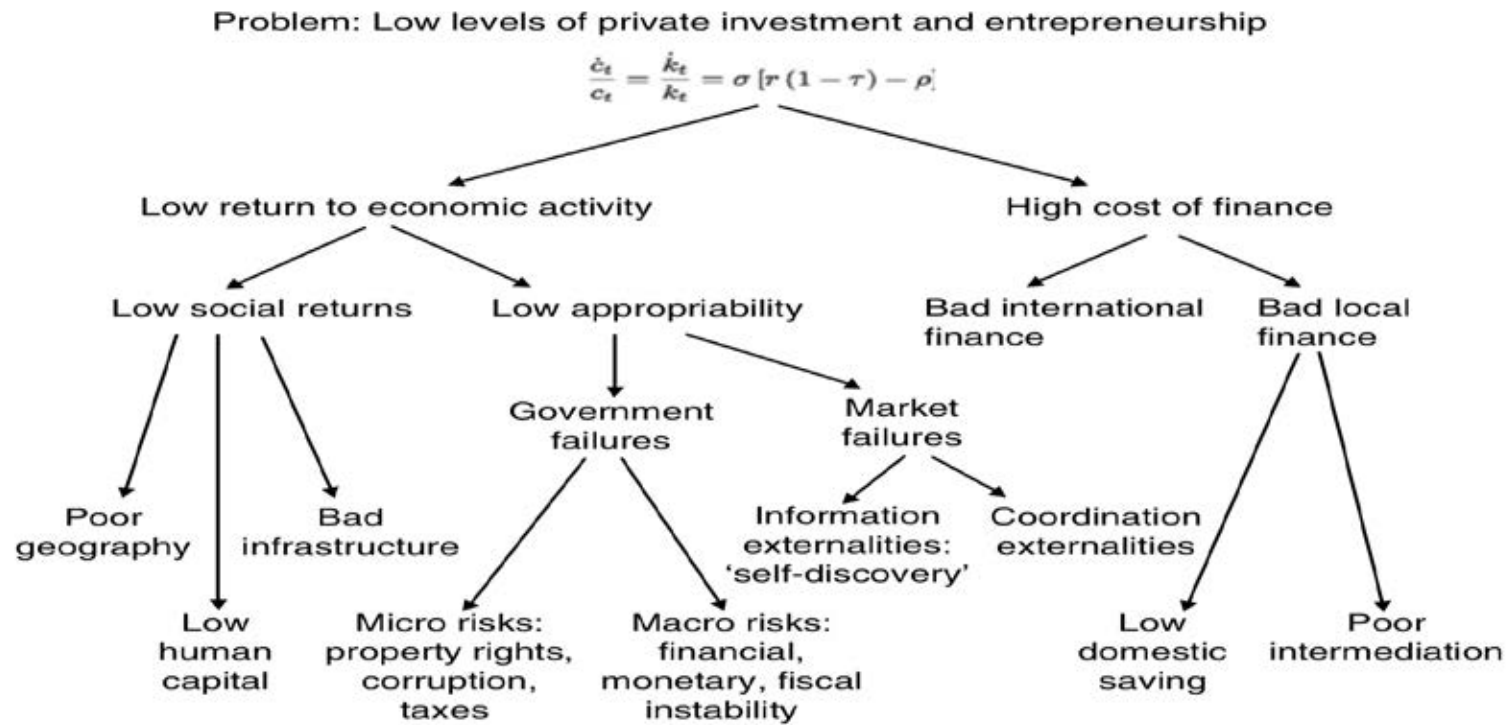 Problem: Low levels of private investment and entrepreneurship
ċₜ/cₜ = k̇ₜ/kₜ = σ [r (1 − τ) − ρ]
Low return to economic activity
High cost of finance
Low social returns
Low appropriability
Bad international
finance
Bad local
finance
Government
failures
Market
failures
Poor
geography
Bad
infrastructure
Information
externalities:
‘self-discovery’
Coordination
externalities
Low
human
capital
Micro risks:
property rights,
corruption,
taxes
Macro risks:
financial,
monetary, fiscal
instability
Low
domestic
saving
Poor
intermediation